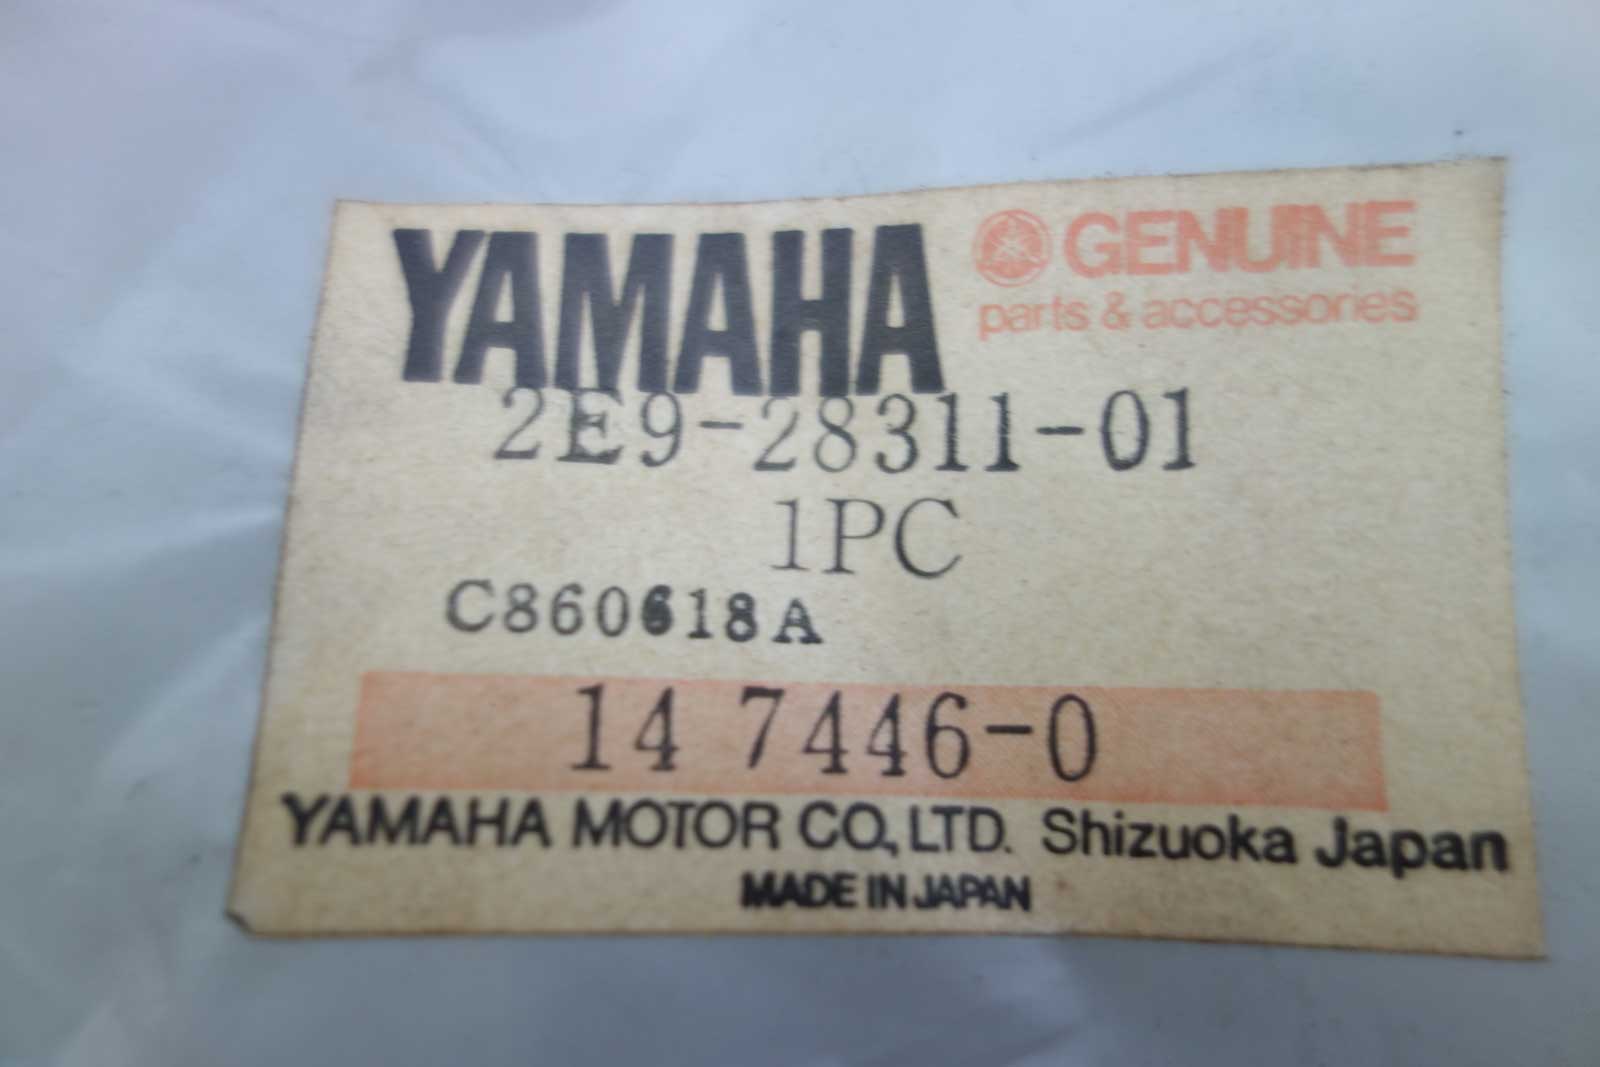 YAMAHA GENUINE
parts & accessories
2E9-28311-01
1PC
C860618A
14 7446-0
YAMAHA MOTOR CO., LTD. Shizuoka Japan
MADE IN JAPAN